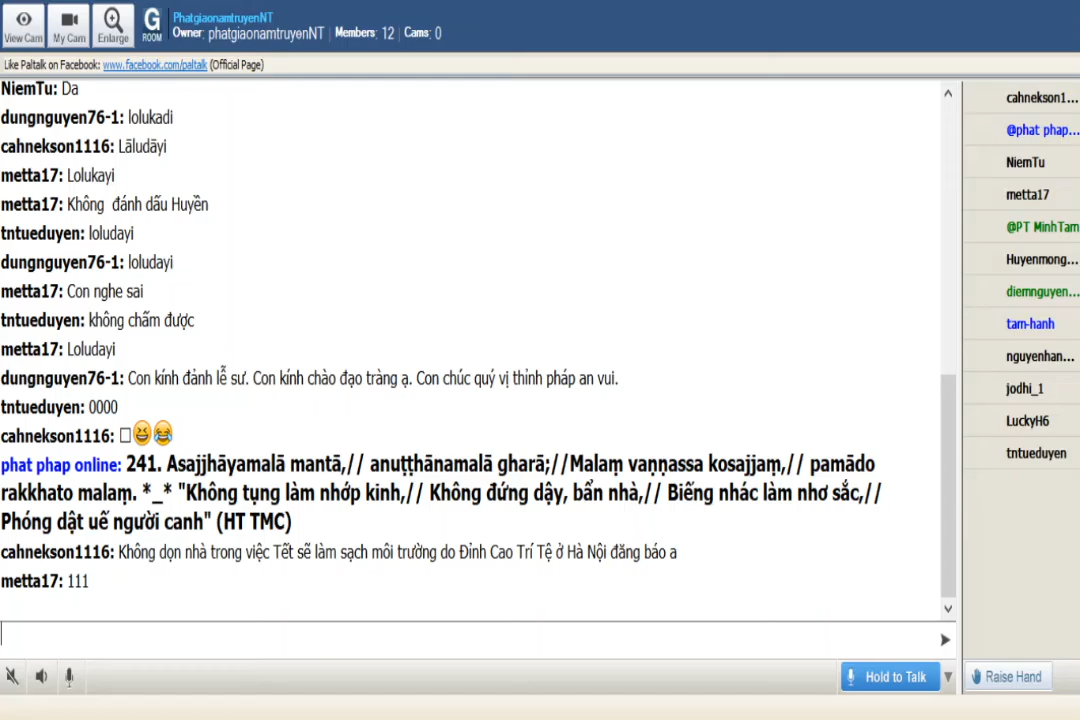 View Cam
My Cam
Enlarge
G
ROOM
PhatgiaonamtruyenNT
Owner: phatgiaonamtruyenNT | Members: 12 | Cams: 0
Like Paltalk on Facebook: www.facebook.com/paltalk (Official Page)
NiemTu: Da
dungnguyen76-1: lolukadi
cahnekson1116: Lāludāyi
metta17: Lolukayi
metta17: Không đánh dấu Huyền
tntueduyen: loludayi
dungnguyen76-1: loludayi
metta17: Con nghe sai
tntueduyen: không chấm được
metta17: Loludayi
dungnguyen76-1: Con kính đảnh lễ sư. Con kính chào đạo tràng ạ. Con chúc quý vị thỉnh pháp an vui.
tntueduyen: 0000
cahnekson1116:
phat phap online: 241. Asajjhāyamalā mantā,// anuṭṭhānamalā gharā;//Malaṃ vaṇṇassa kosajjaṃ,// pamādo
rakkhato malaṃ. *_* "Không tụng làm nhớp kinh,// Không đứng dậy, bẩn nhà,// Biếng nhác làm nhơ sắc,//
Phóng dật uế người canh" (HT TMC)
cahnekson1116: Không dọn nhà trong việc Tết sẽ làm sạch môi trường do Đỉnh Cao Trí Tệ ở Hà Nội đăng báo a
metta17: 111
cahnekson1...
@phat phap...
NiemTu
metta17
@PT MinhTam
Huyenmong...
diemnguyen...
tam-hanh
nguyenhan...
jodhi_1
LuckyH6
tntueduyen
Hold to Talk
Raise Hand